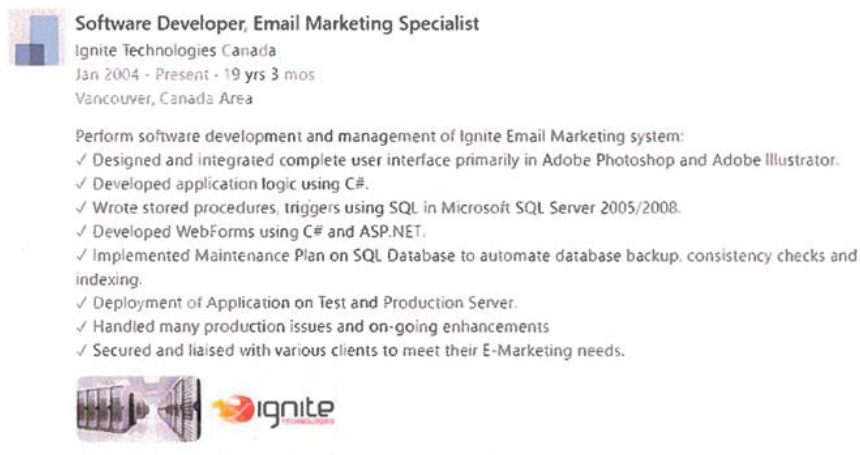 Software Developer, Email Marketing Specialist
Ignite Technologies Canada
Jan 2004 - Present · 19 yrs 3 mos
Vancouver, Canada Area
Perform software development and management of Ignite Email Marketing system:
✓ Designed and integrated complete user interface primarily in Adobe Photoshop and Adobe Illustrator.
✓ Developed application logic using C#.
✓ Wrote stored procedures, triggers using SQL in Microsoft SQL Server 2005/2008.
✓ Developed WebForms using C# and ASP.NET.
✓ Implemented Maintenance Plan on SQL Database to automate database backup, consistency checks and
indexing.
✓ Deployment of Application on Test and Production Server.
✓ Handled many production issues and on-going enhancements
✓ Secured and liaised with various clients to meet their E-Marketing needs.
ignite
TECHNOLOGIES